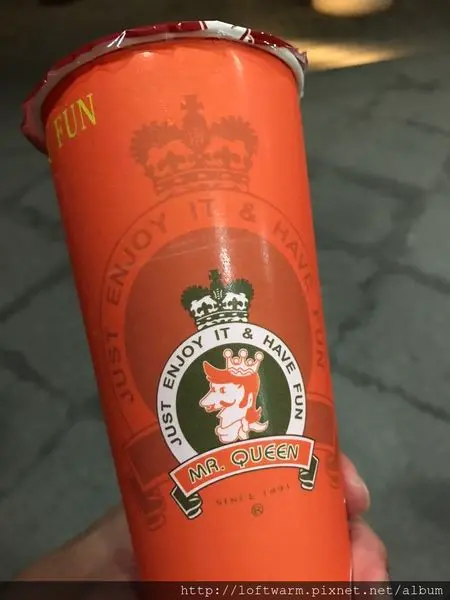 FUN
JUST ENJOY IT & HAVE FUN
JUST ENJOY IT & HAVE FUN
MR. QUEEN
SINCE 1991
®
http://loftwarm.pixnet.net/album